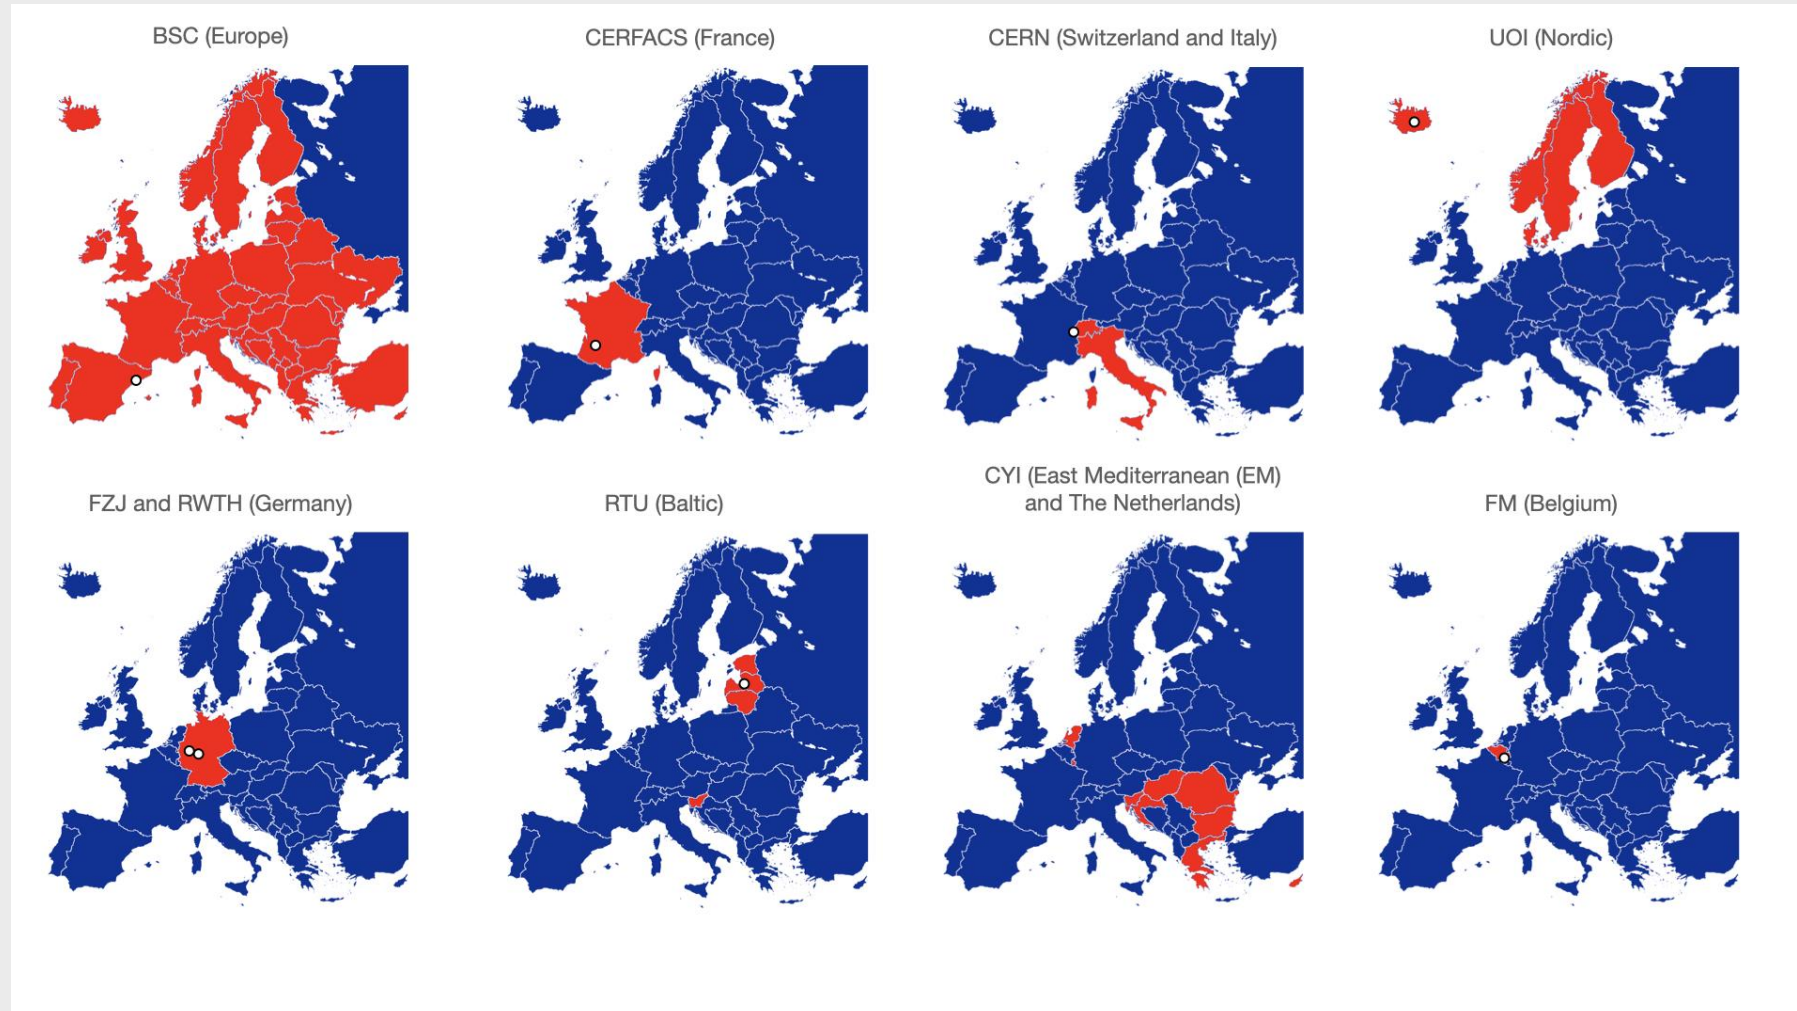 BSC (Europe)
CERFACS (France)
CERN (Switzerland and Italy)
UOI (Nordic)
FZJ and RWTH (Germany)
RTU (Baltic)
CYI (East Mediterranean (EM)
and The Netherlands)
FM (Belgium)